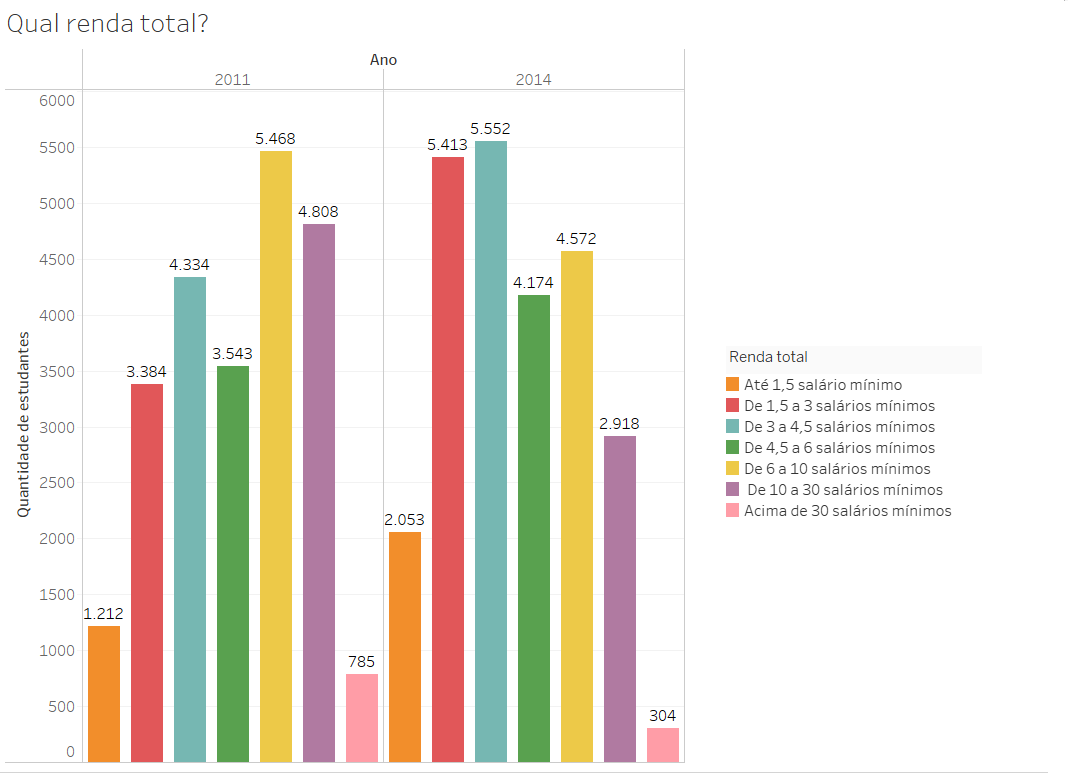 Qual renda total?
Ano
2011
2014
Quantidade de estudantes
6000
5500
5000
4500
4000
3500
3000
2500
2000
1500
1000
500
0
1.212
3.384
4.334
3.543
5.468
4.808
785
2.053
5.413
5.552
4.174
4.572
2.918
304
Renda total
Até 1,5 salário mínimo
De 1,5 a 3 salários mínimos
De 3 a 4,5 salários mínimos
De 4,5 a 6 salários mínimos
De 6 a 10 salários mínimos
De 10 a 30 salários mínimos
Acima de 30 salários mínimos